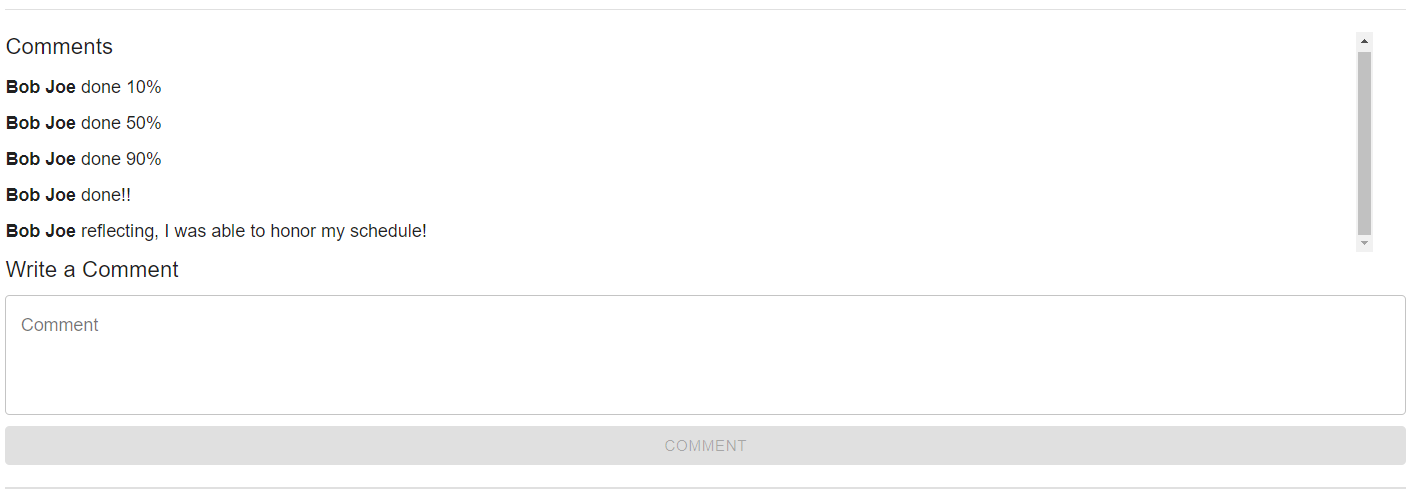 Comments
Bob Joe done 10%
Bob Joe done 50%
Bob Joe done 90%
Bob Joe done!!
Bob Joe reflecting, I was able to honor my schedule!
Write a Comment
Comment
COMMENT